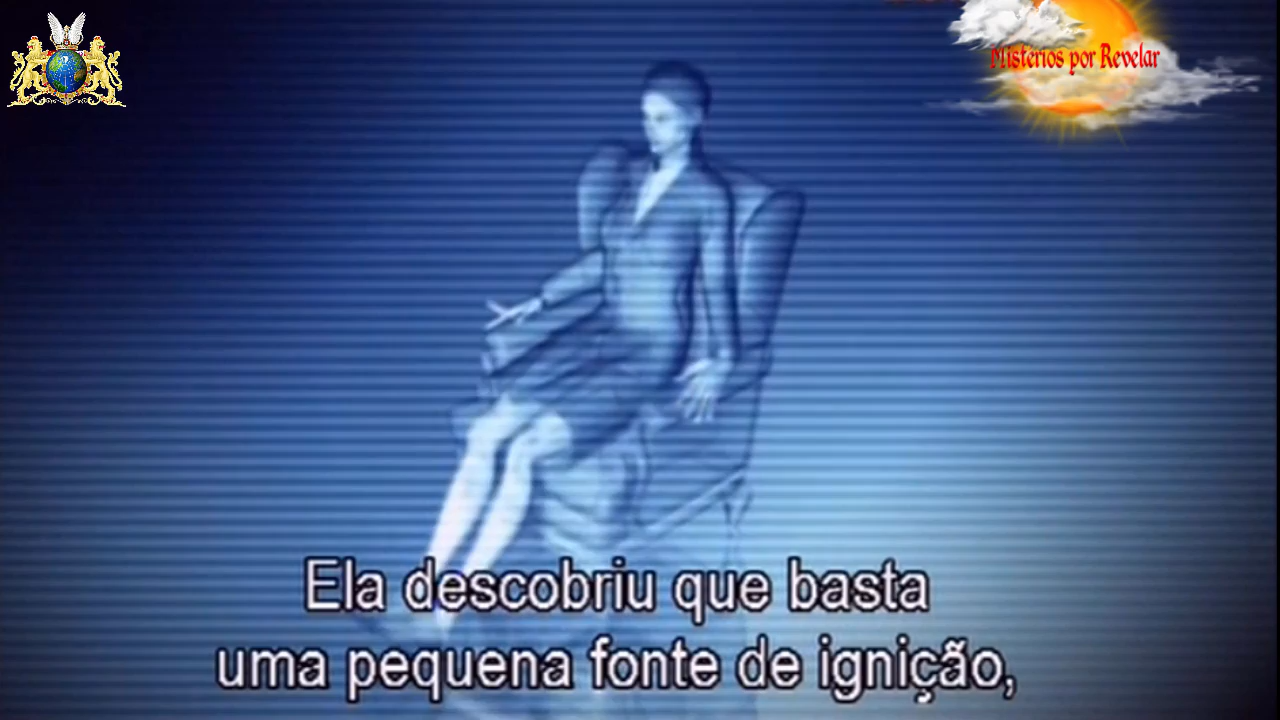 Mistérios por Revelar
Ela descobriu que basta
uma pequena fonte de ignição,